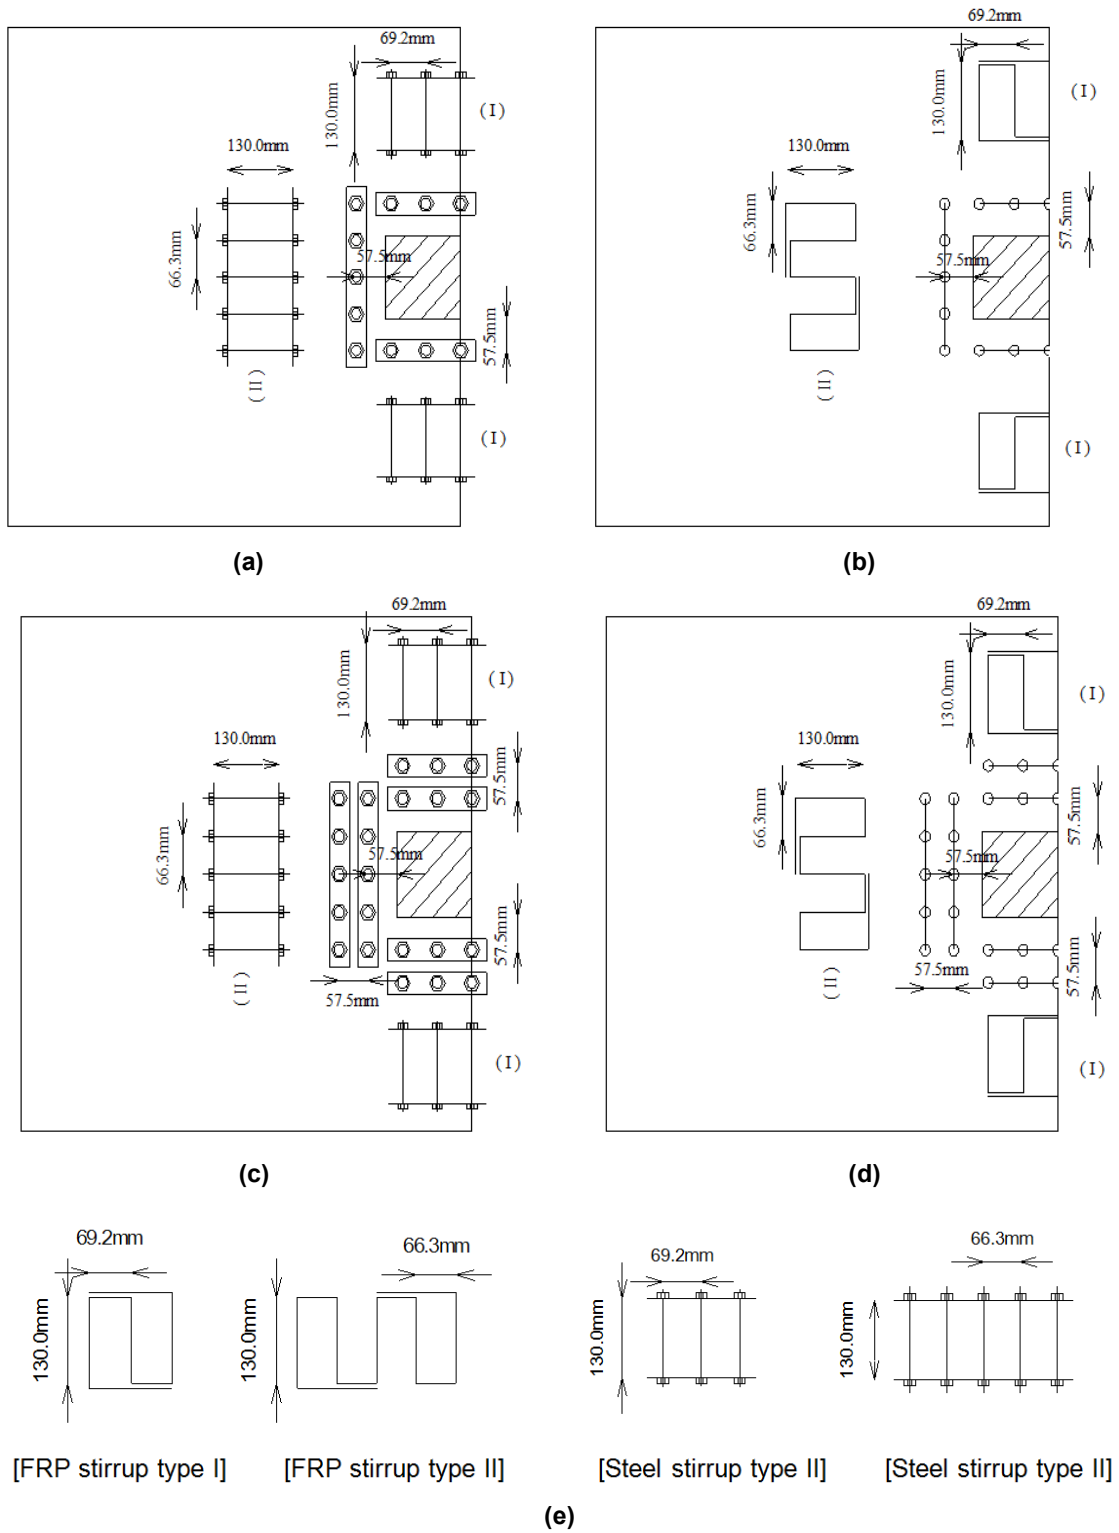 69.2mm
130.0mm
(I)
130.0mm
66.3mm
57.5mm
57.5mm
(II)
(I)
(a)
69.2mm
130.0mm
(I)
130.0mm
66.3mm
57.5mm
57.5mm
(II)
(I)
(b)
69.2mm
130.0mm
(I)
130.0mm
57.5mm
66.3mm
57.5mm
57.5mm
(II)
57.5mm
(I)
(c)
69.2mm
130.0mm
(I)
130.0mm
66.3mm
57.5mm
57.5mm
(II)
57.5mm
57.5mm
(I)
(d)
69.2mm
130.0mm
66.3mm
130.0mm
69.2mm
130.0mm
66.3mm
130.0mm
[FRP stirrup type I]
[FRP stirrup type II]
[Steel stirrup type II]
[Steel stirrup type II]
(e)